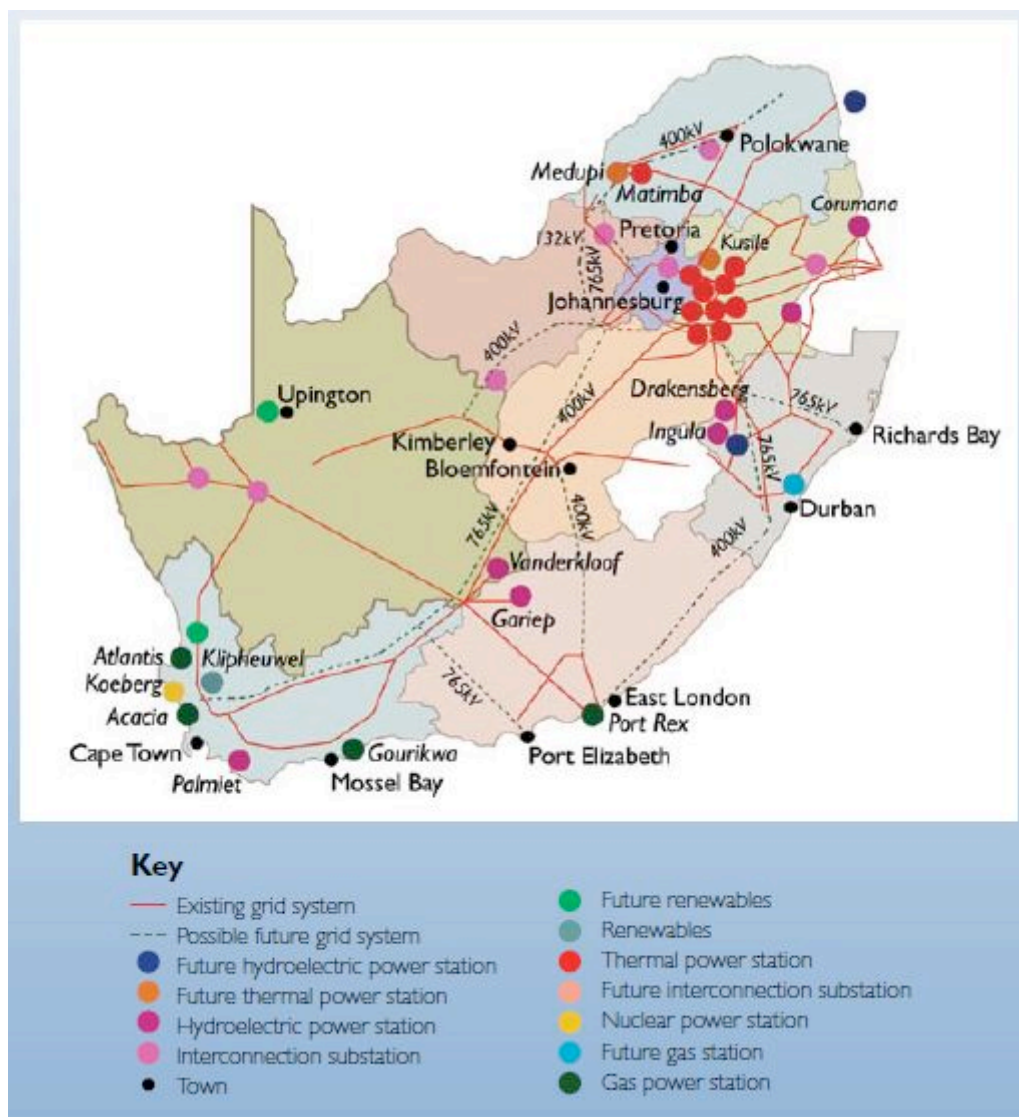 400kV
Polokwane
Medupi
Matimba
Corumana
Pretoria
132kV
Kusile
765kV
Johannesburg
400kV
Upington
Drakensberg
765kV
400kV
Kimberley
Ingula
Richards Bay
Bloemfontein
765kV
Durban
765kV
400kV
400kV
Vanderkloof
Gariep
Atlantis
Klipheuwel
Koeberg
765kV
East London
Acacia
Port Rex
Cape Town
Gourikwa
Port Elizabeth
Palmiet
Mossel Bay
Key
Existing grid system
Possible future grid system
Future hydroelectric power station
Future thermal power station
Hydroelectric power station
Interconnection substation
Town
Future renewables
Renewables
Thermal power station
Future interconnection substation
Nuclear power station
Future gas station
Gas power station